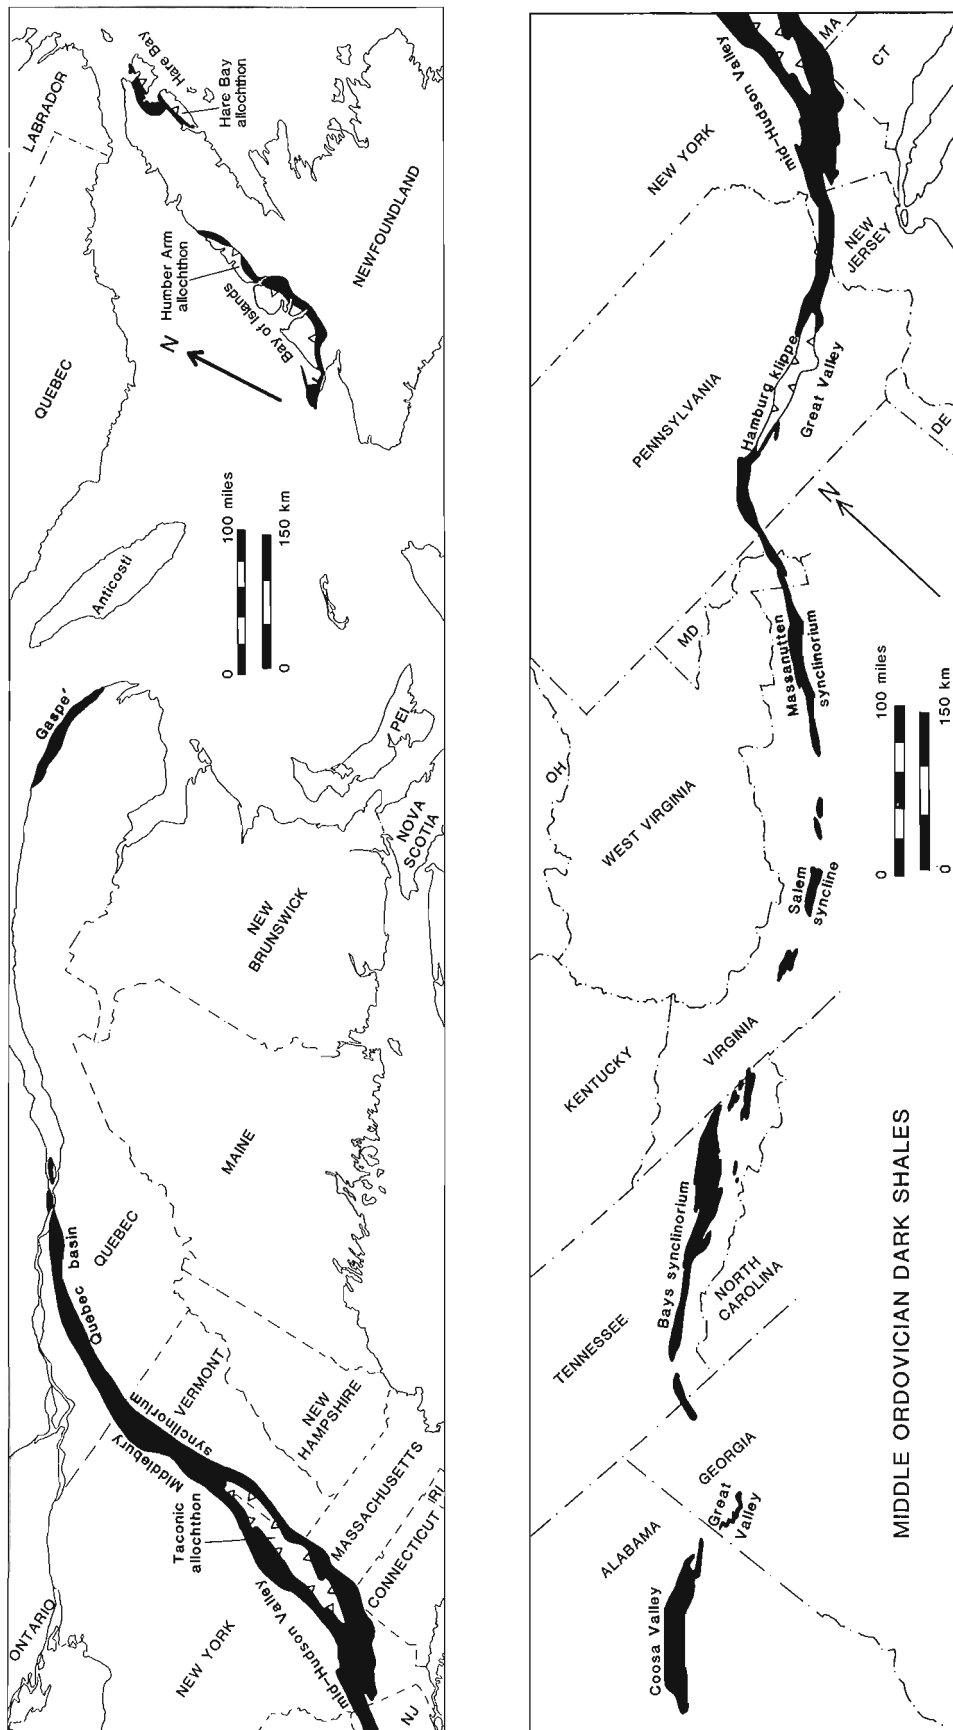 LABRADOR
Hare Bay
Hare Bay
allochthon
QUEBEC
Humber Arm
allochthon
Bay of Islands
NEWFOUNDLAND
N
Anticosti
0 100 miles
0 150 km
Gaspe´
PEI
NOVA
SCOTIA
NEW
BRUNSWICK
MAINE
QUEBEC
Quebec basin
VERMONT
NEW
HAMPSHIRE
Middlebury
synclinorium
Taconic
allochthon
MASSACHUSETTS
CONNECTICUT
RI
ONTARIO
NEW YORK
mid-Hudson Valley
NJ
MA
CT
mid-Hudson Valley
NEW YORK
NEW
JERSEY
PENNSYLVANIA
Hamburg klippe
Great Valley
DE
N
MD
Massanutten
synclinorium
OH
WEST VIRGINIA
0 100 miles
0 150 km
Salem
syncline
KENTUCKY
VIRGINIA
Bays synclinorium
NORTH
CAROLINA
TENNESSEE
GEORGIA
Great
Valley
ALABAMA
Coosa Valley
MIDDLE ORDOVICIAN DARK SHALES